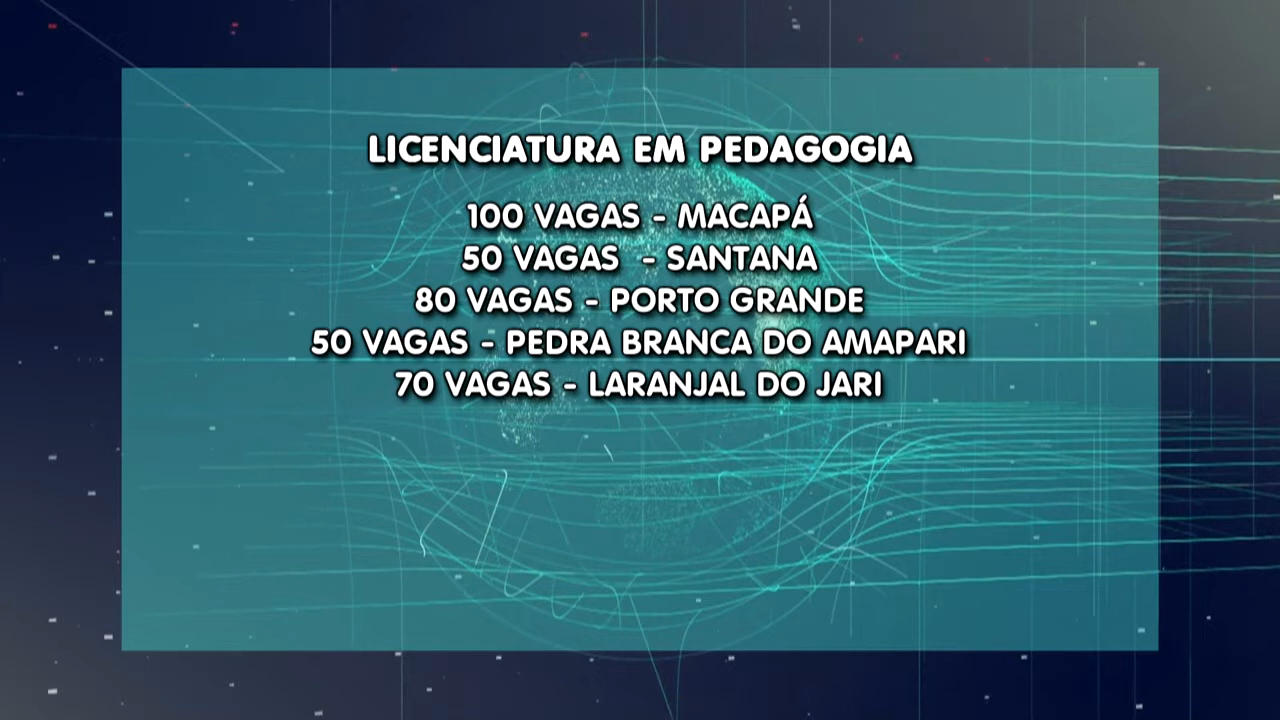 LICENCIATURA EM PEDAGOGIA
100 VAGAS - MACAPÁ
50 VAGAS - SANTANA
80 VAGAS - PORTO GRANDE
50 VAGAS - PEDRA BRANCA DO AMAPARI
70 VAGAS - LARANJAL DO JARI